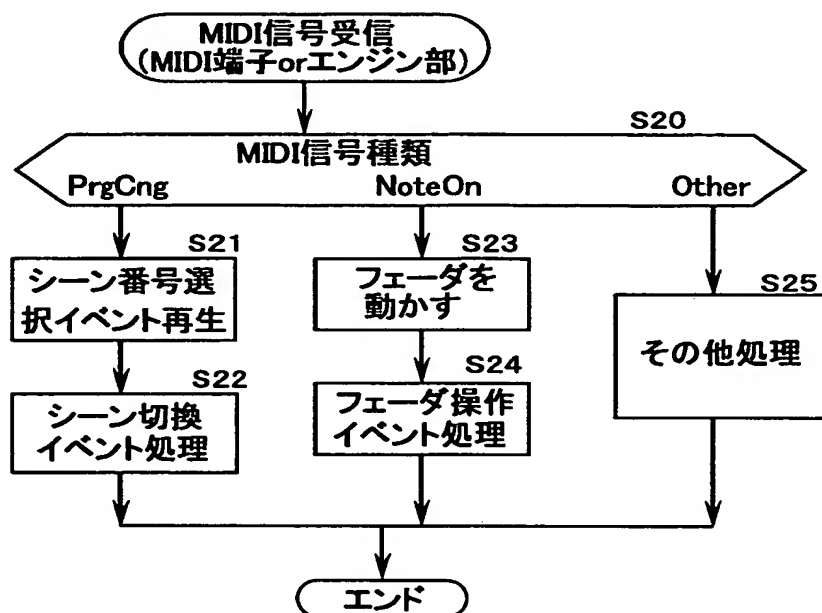 MIDI信号受信
(MIDI端子orエンジン部)
S20
MIDI信号種類
PrgCng
NoteOn
Other
S21
シーン番号選
択イベント再生
S22
シーン切換
イベント処理
S23
フェーダを
動かす
S24
フェーダ操作
イベント処理
S25
その他処理
エンド